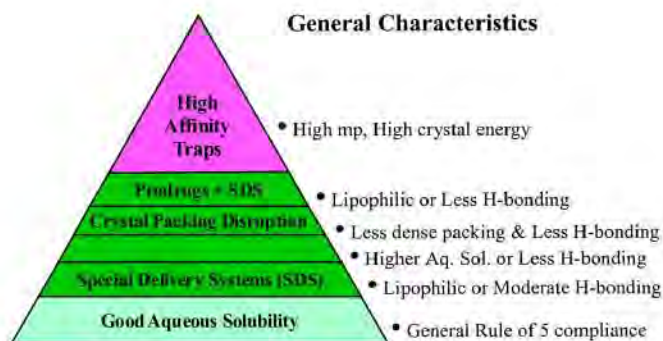 General Characteristics
High
Affinity
Traps
• High mp, High crystal energy
Prodrugs + SDS
• Lipophilic or Less H-bonding
Crystal Packing Disruption
• Less dense packing & Less H-bonding
• Higher Aq. Sol. or Less H-bonding
Special Delivery Systems (SDS)
• Lipophilic or Moderate H-bonding
Good Aqueous Solubility
• General Rule of 5 compliance